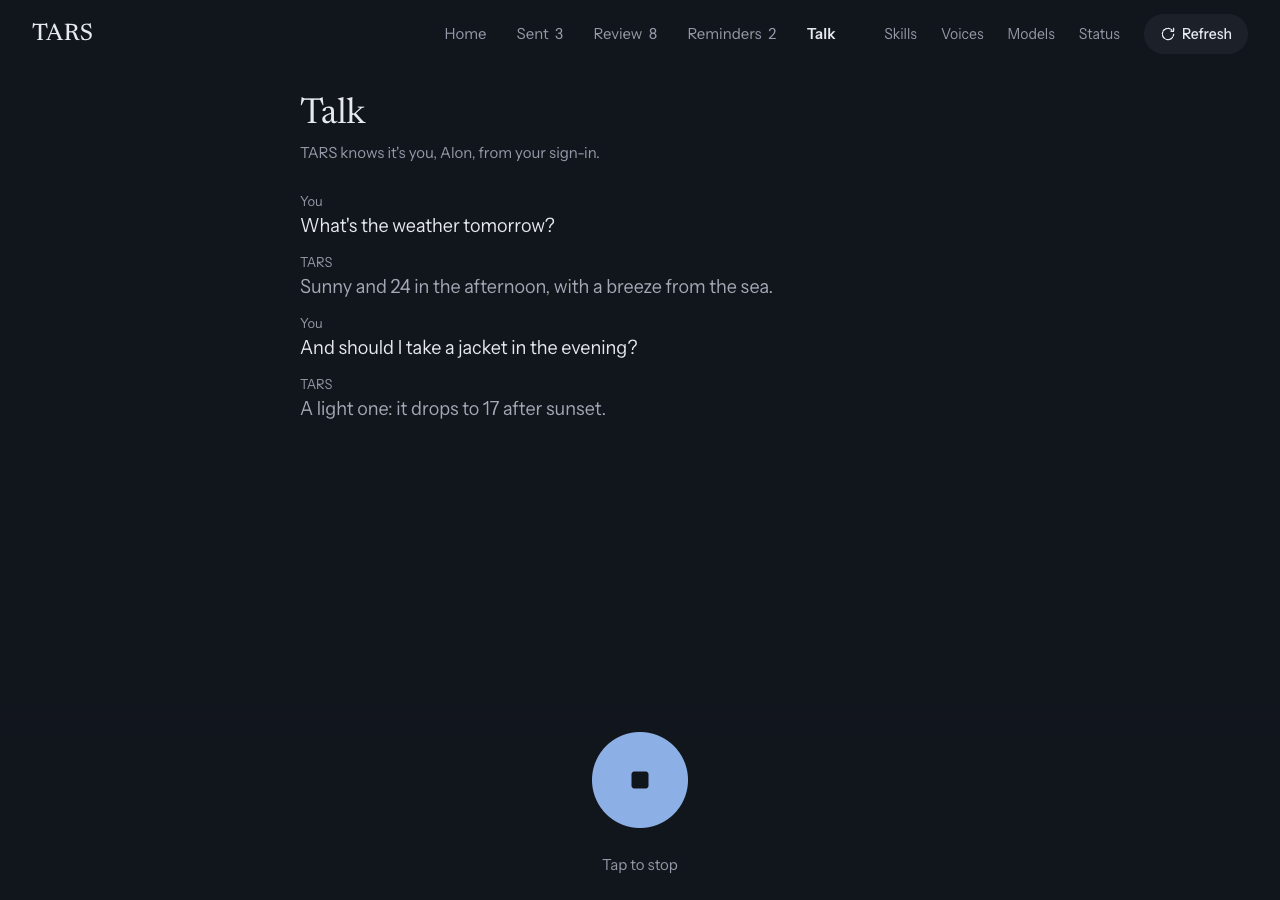 TARS
Home Sent 3 Review 8 Reminders 2 Talk Skills Voices Models Status Refresh
Talk
TARS knows it's you, Alon, from your sign-in.
You
What's the weather tomorrow?
TARS
Sunny and 24 in the afternoon, with a breeze from the sea.
You
And should I take a jacket in the evening?
TARS
A light one: it drops to 17 after sunset.
Tap to stop